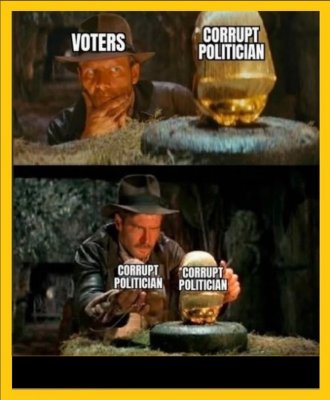 VOTERS
CORRUPT
POLITICIAN
CORRUPT
POLITICIAN
CORRUPT
POLITICIAN